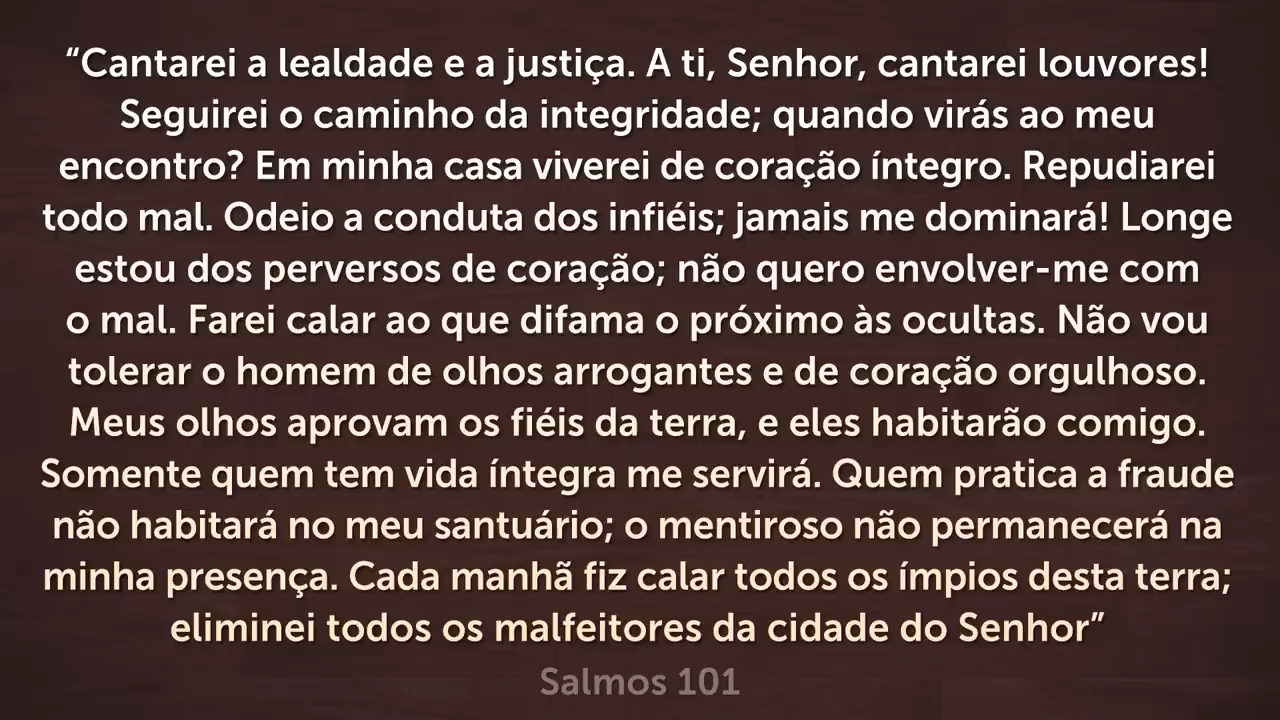 “Cantarei a lealdade e a justiça. A ti, Senhor, cantarei louvores!
Seguirei o caminho da integridade; quando virás ao meu
encontro? Em minha casa viverei de coração íntegro. Repudiarei
todo mal. Odeio a conduta dos infiéis; jamais me dominará! Longe
estou dos perversos de coração; não quero envolver-me com
o mal. Farei calar ao que difama o próximo às ocultas. Não vou
tolerar o homem de olhos arrogantes e de coração orgulhoso.
Meus olhos aprovam os fiéis da terra, e eles habitarão comigo.
Somente quem tem vida íntegra me servirá. Quem pratica a fraude
não habitará no meu santuário; o mentiroso não permanecerá na
minha presença. Cada manhã fiz calar todos os ímpios desta terra;
eliminei todos os malfeitores da cidade do Senhor”
Salmos 101